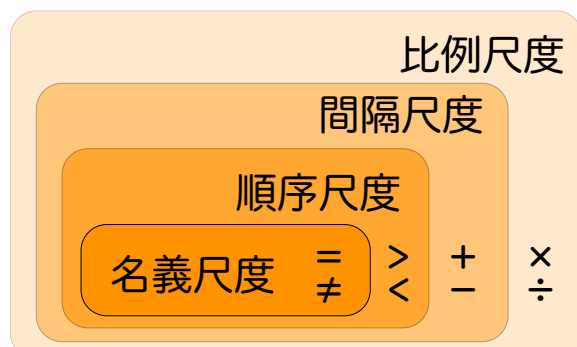 比例尺度
間隔尺度
順序尺度
名義尺度 = > + ×
≠ < − ÷